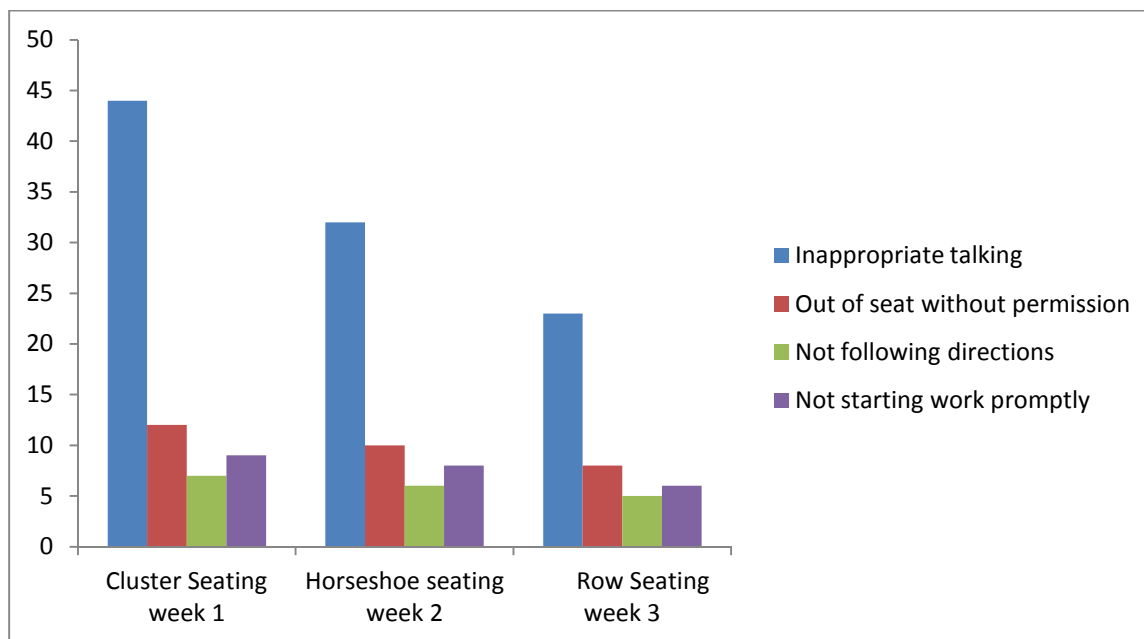 50
45
40
35
30
25
20
15
10
5
0
Cluster Seating
week 1
Horseshoe seating
week 2
Row Seating
week 3
Inappropriate talking
Out of seat without permission
Not following directions
Not starting work promptly